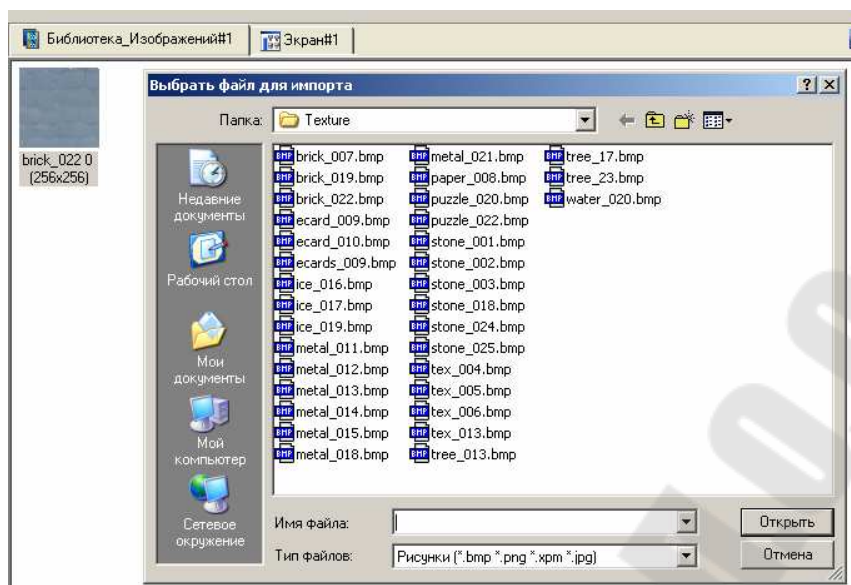 Библиотека_Изображений#1
Экран#1
brick_022 0
(256x256)
Выбрать файл для импорта
Папка:
Texture
Недавние
документы
Рабочий стол
Мои
документы
Мой
компьютер
Сетевое
окружение
brick_007.bmp
brick_019.bmp
brick_022.bmp
ecard_009.bmp
ecard_010.bmp
ecards_009.bmp
ice_016.bmp
ice_017.bmp
ice_019.bmp
metal_011.bmp
metal_012.bmp
metal_013.bmp
metal_014.bmp
metal_015.bmp
metal_018.bmp
metal_021.bmp
paper_008.bmp
puzzle_020.bmp
puzzle_022.bmp
stone_001.bmp
stone_002.bmp
stone_003.bmp
stone_018.bmp
stone_024.bmp
stone_025.bmp
tex_004.bmp
tex_005.bmp
tex_006.bmp
tex_013.bmp
tree_013.bmp
tree_17.bmp
tree_23.bmp
water_020.bmp
Имя файла:
Открыть
Тип файлов:
Рисунки (*.bmp *.png *.xpm *.jpg)
Отмена